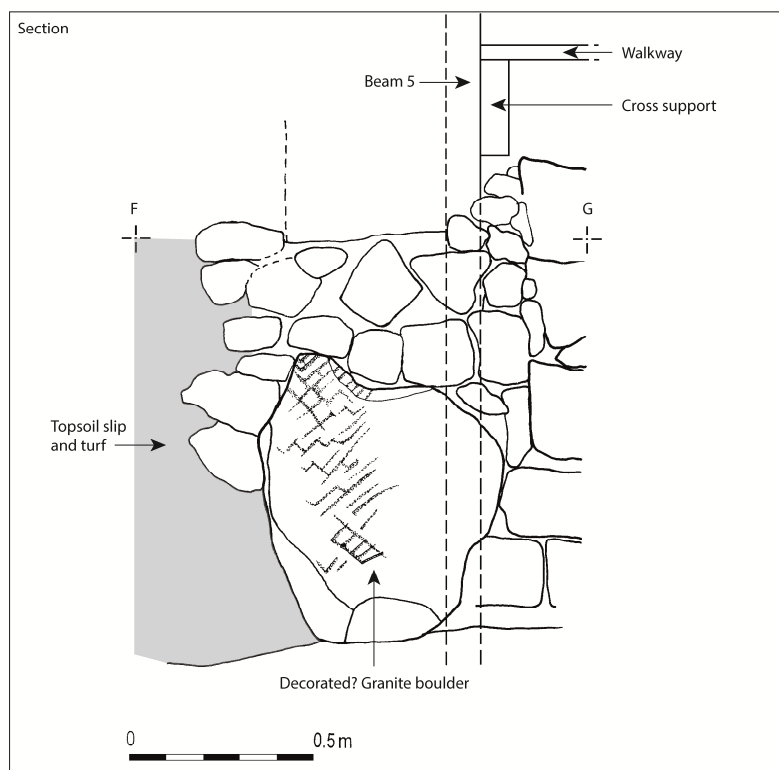 Section
Walkway
Beam 5
Cross support
F
G
Topsoil slip
and turf
Decorated? Granite boulder
0
0.5 m